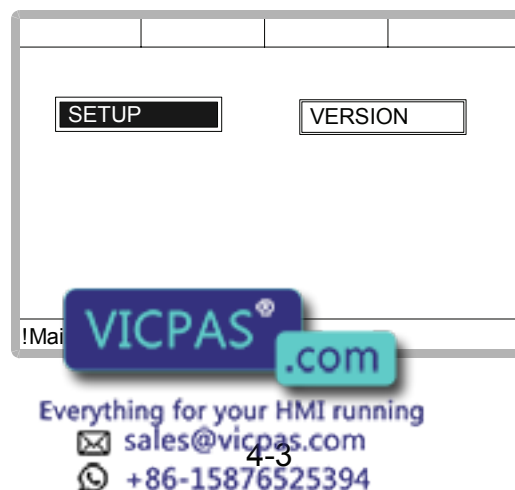 SETUP
VERSION
!Mai
VICPAS®
.com
Everything for your HMI running
sales@vicpas.com
4-3
+86-15876525394